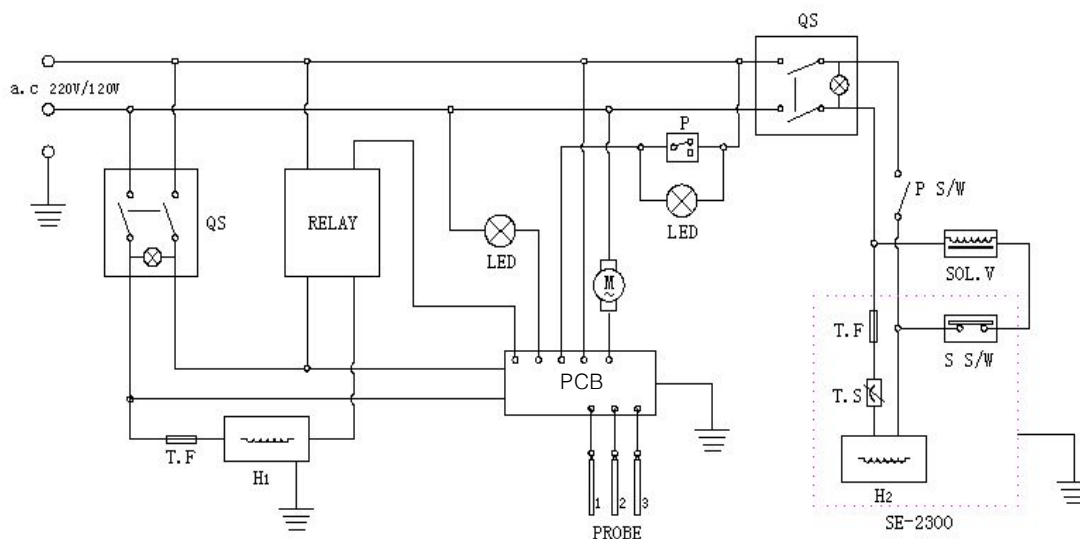 QS
a.c 220V/120V
P
QS
RELAY
P S/W
LED
LED
M
~
SOL.V
T.F
S S/W
PCB
T.S
T.F
H1
1
2
3
H2
PROBE
SE-2300